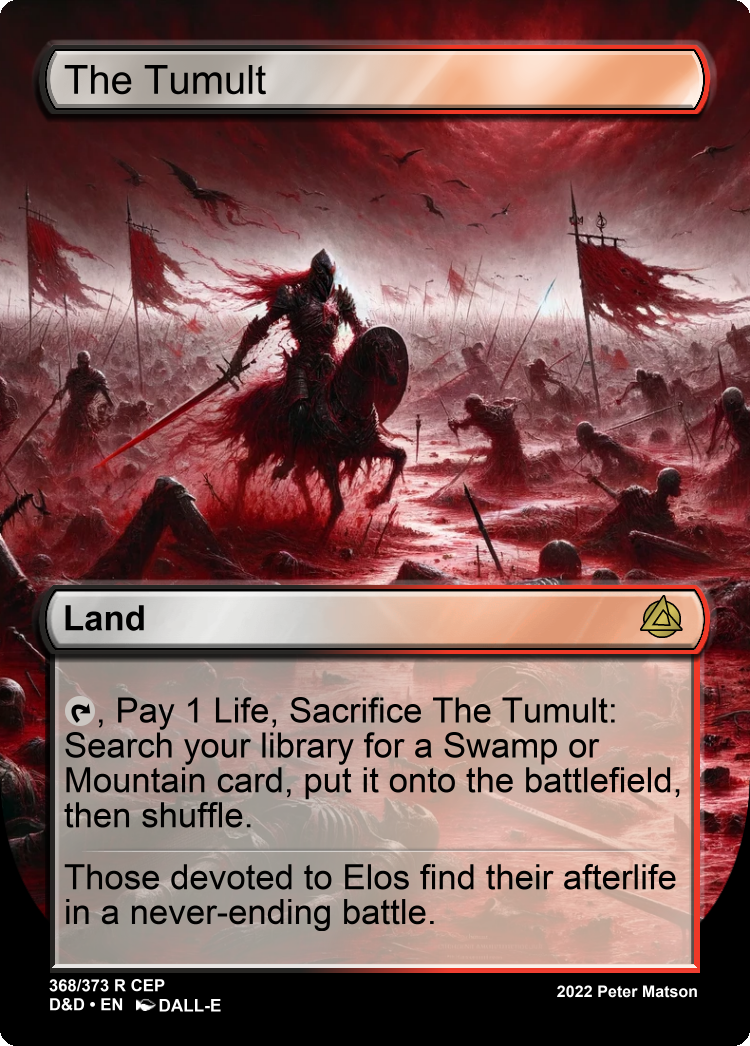 The Tumult
Land
, Pay 1 Life, Sacrifice The Tumult:
Search your library for a Swamp or
Mountain card, put it onto the battlefield,
then shuffle.
Those devoted to Elos find their afterlife
in a never-ending battle.
368/373 R CEP
D&D • EN DALL-E
2022 Peter Matson